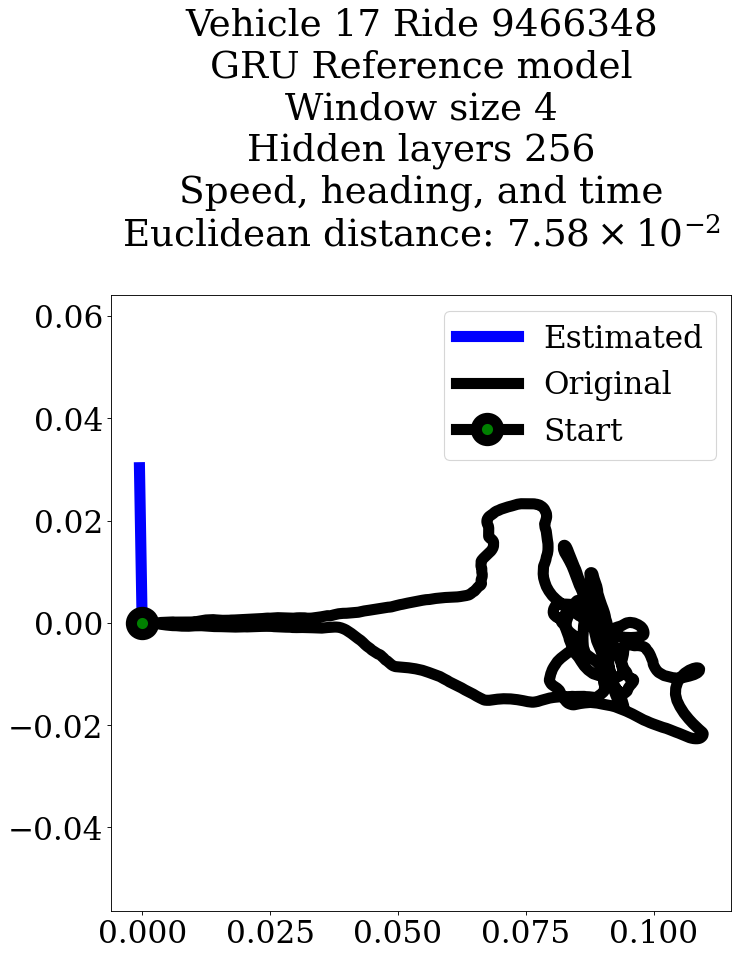 Vehicle 17 Ride 9466348
GRU Reference model
Window size 4
Hidden layers 256
Speed, heading, and time
Euclidean distance: 7.58 × 10⁻²
Estimated
Original
Start
0.06
0.04
0.02
0.00
−0.02
−0.04
0.000 0.025 0.050 0.075 0.100